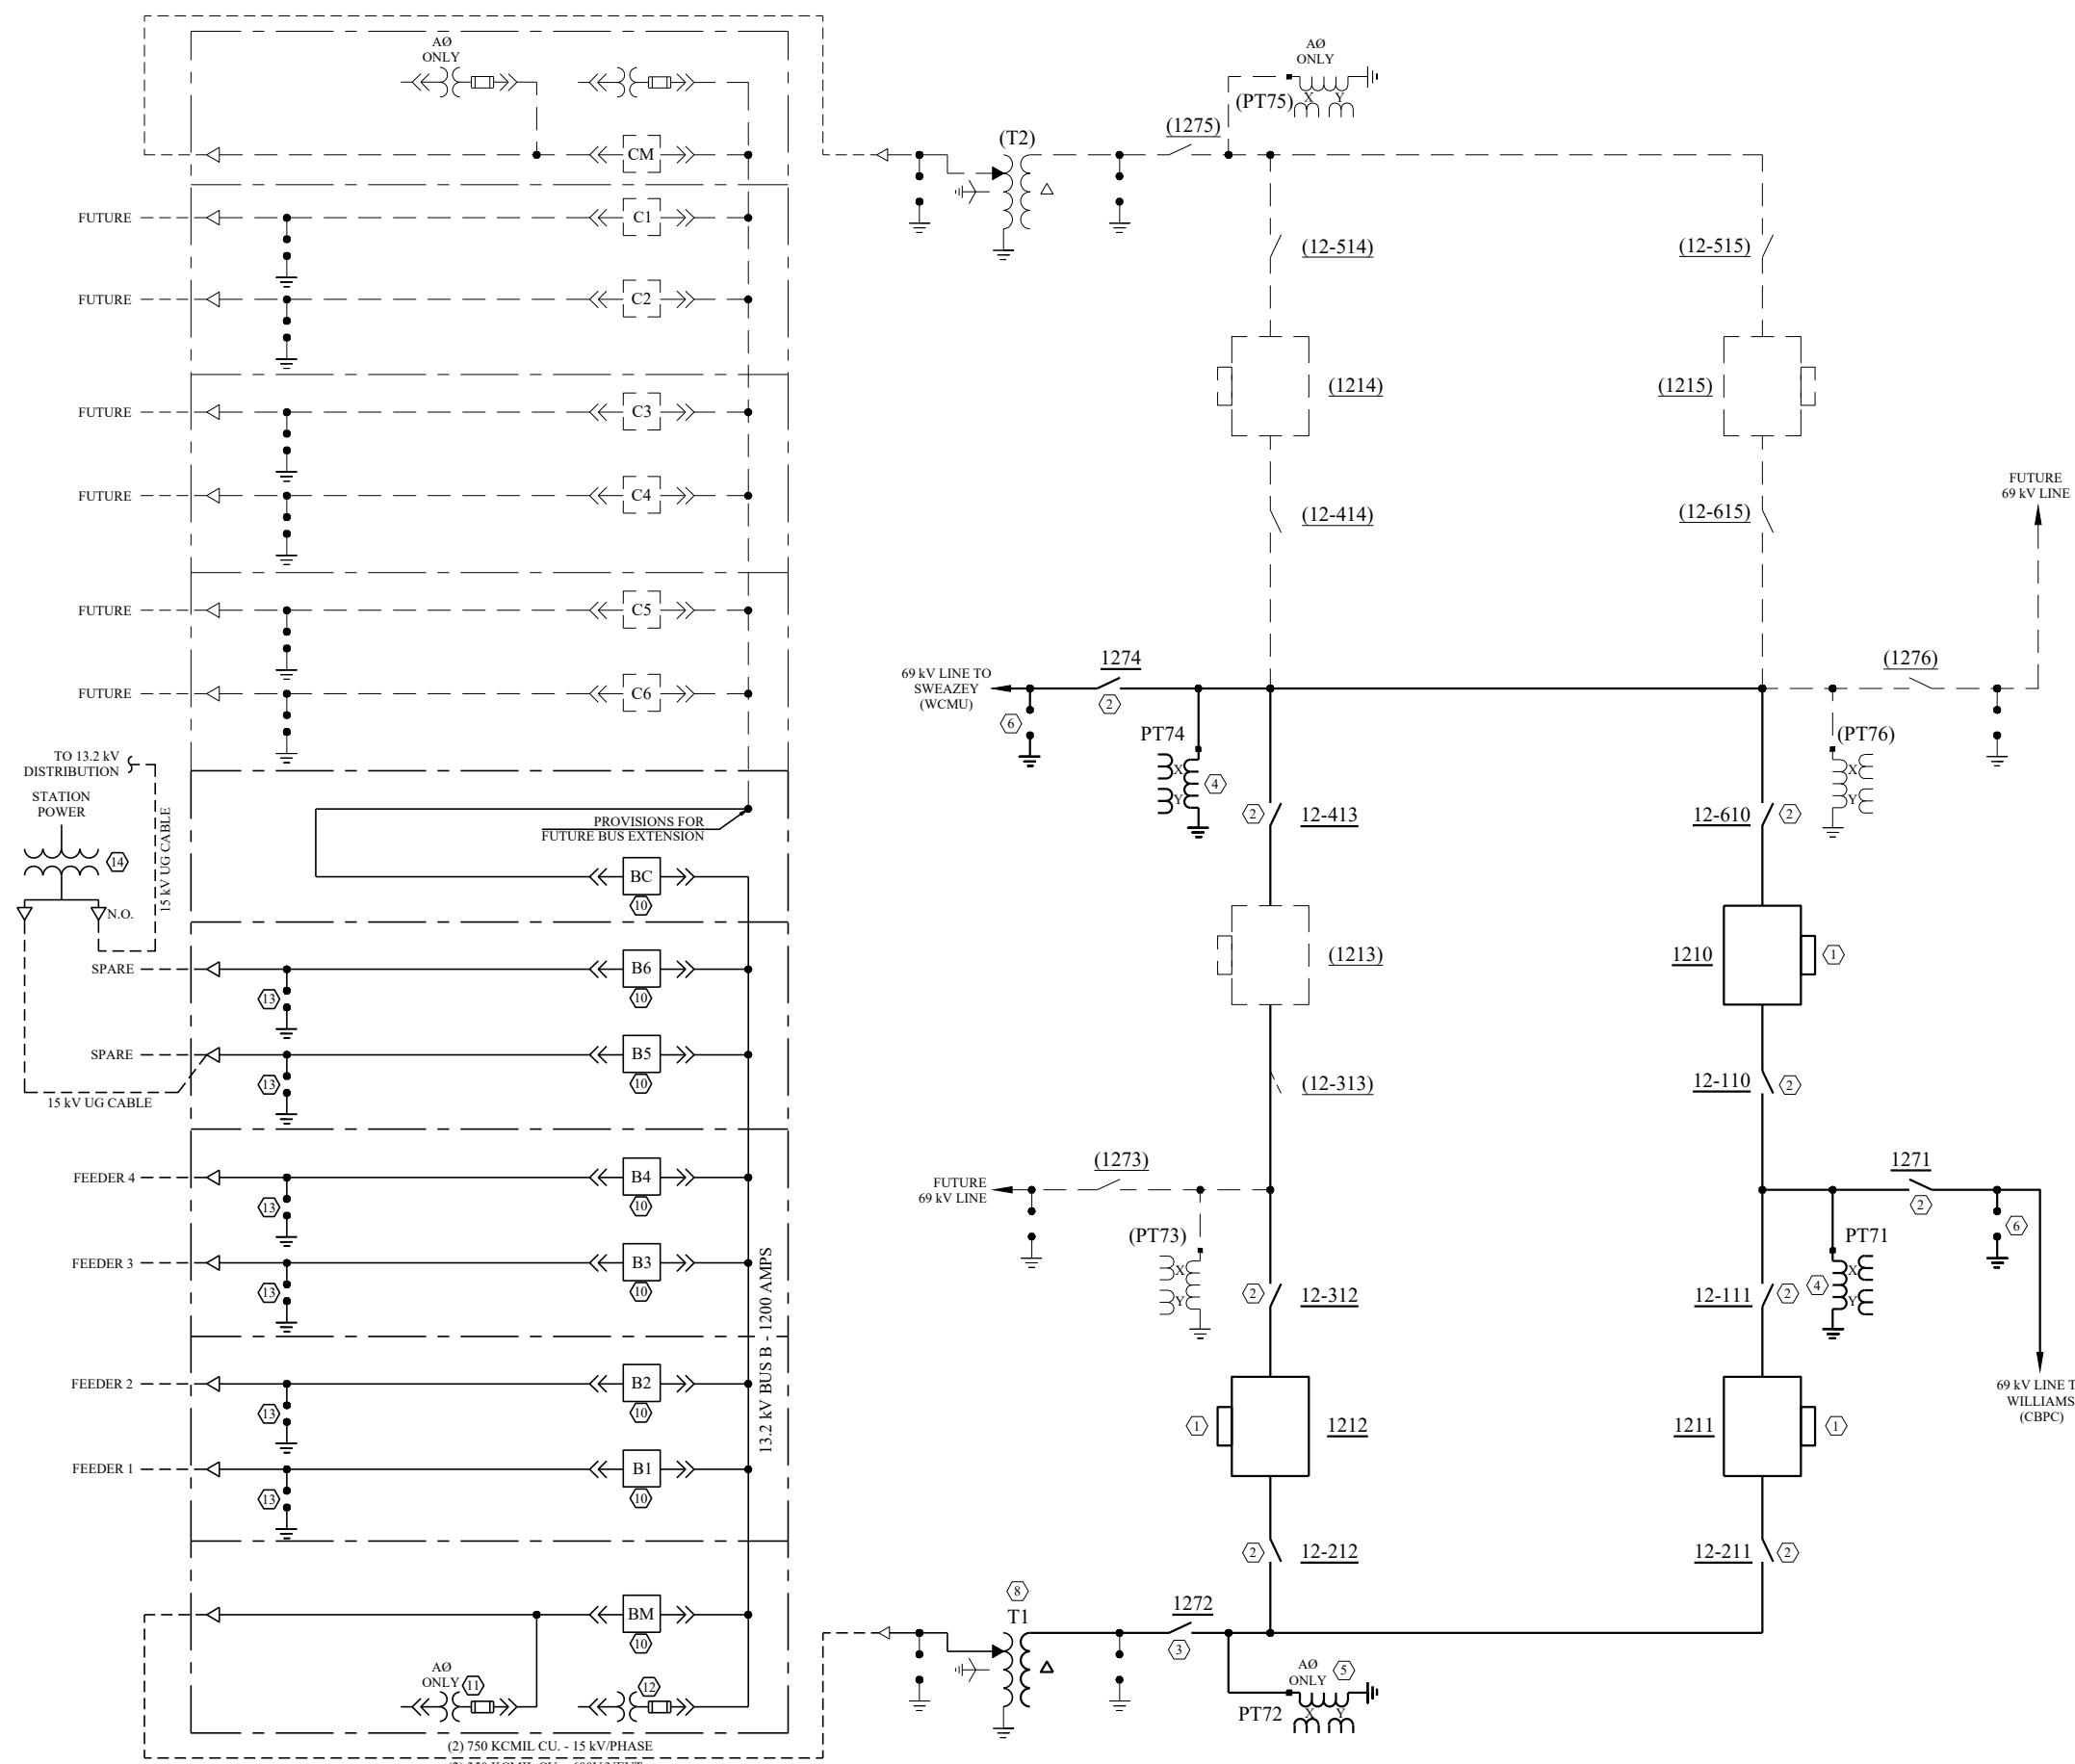 AØ
ONLY
AØ
ONLY
(PT75)
X Y
(1275)
(T2)
CM
FUTURE
C1
(12-514)
(12-515)
FUTURE
C2
(1214)
(1215)
FUTURE
C3
FUTURE
C4
(12-414)
(12-615)
FUTURE
69 kV LINE
FUTURE
C5
FUTURE
C6
69 kV LINE TO
SWEAZEY
(WCMU)
1274
2
6
(1276)
PT74
X
Y
4
(PT76)
X
Y
TO 13.2 kV
DISTRIBUTION
STATION
POWER
14
N.O.
15 kV UG CABLE
PROVISIONS FOR
FUTURE BUS EXTENSION
2
12-413
12-610
2
BC
10
SPARE
13
B6
10
(1213)
1210
1
SPARE
13
B5
10
15 kV UG CABLE
(12-313)
12-110
2
FEEDER 4
13
B4
10
FUTURE
69 kV LINE
(1273)
1271
2
6
(PT73)
X
Y
PT71
X
Y
4
FEEDER 3
13
B3
10
2
12-312
12-111
2
13.2 kV BUS B - 1200 AMPS
FEEDER 2
13
B2
10
1
1212
1211
1
69 kV LINE T
WILLIAMS
(CBPC)
FEEDER 1
13
B1
10
2
12-212
12-211
2
BM
10
8
T1
1272
3
AØ
ONLY
11
12
AØ
ONLY
5
PT72
X Y
(2) 750 KCMIL CU. - 15 kV/PHASE